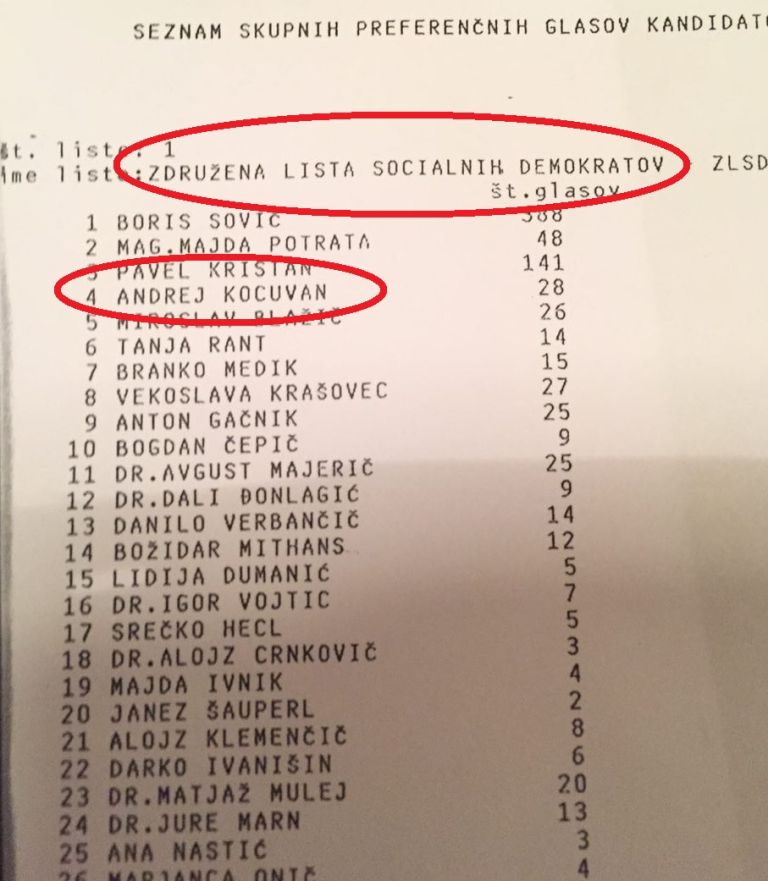 SEZNAM SKUPNIH PREFERENČNIH GLASOV KANDIDATO
št. liste: 1
ime liste:ZDRUŽENA LISTA SOCIALNIH DEMOKRATOV ZLSD
št.glasov
1 BORIS SOVIČ 388
2 MAG.MAJDA POTRATA 48
3 PAVEL KRISTAN 141
4 ANDREJ KOCUVAN 28
5 MIROSLAV BLAŽIČ 26
6 TANJA RANT 14
7 BRANKO MEDIK 15
8 VEKOSLAVA KRAŠOVEC 27
9 ANTON GAČNIK 25
10 BOGDAN ČEPIČ 9
11 DR.AVGUST MAJERIČ 25
12 DR.DALI ĐONLAGIĆ 9
13 DANILO VERBANČIČ 14
14 BOŽIDAR MITHANS 12
15 LIDIJA DUMANIĆ 5
16 DR.IGOR VOJTIC 7
17 SREČKO HECL 5
18 DR.ALOJZ CRNKOVIČ 3
19 MAJDA IVNIK 4
20 JANEZ ŠAUPERL 2
21 ALOJZ KLEMENČIČ 8
22 DARKO IVANIŠIN 6
23 DR.MATJAŽ MULEJ 20
24 DR.JURE MARN 13
25 ANA NASTIĆ 3
26 MARJANCA ONIČ 4